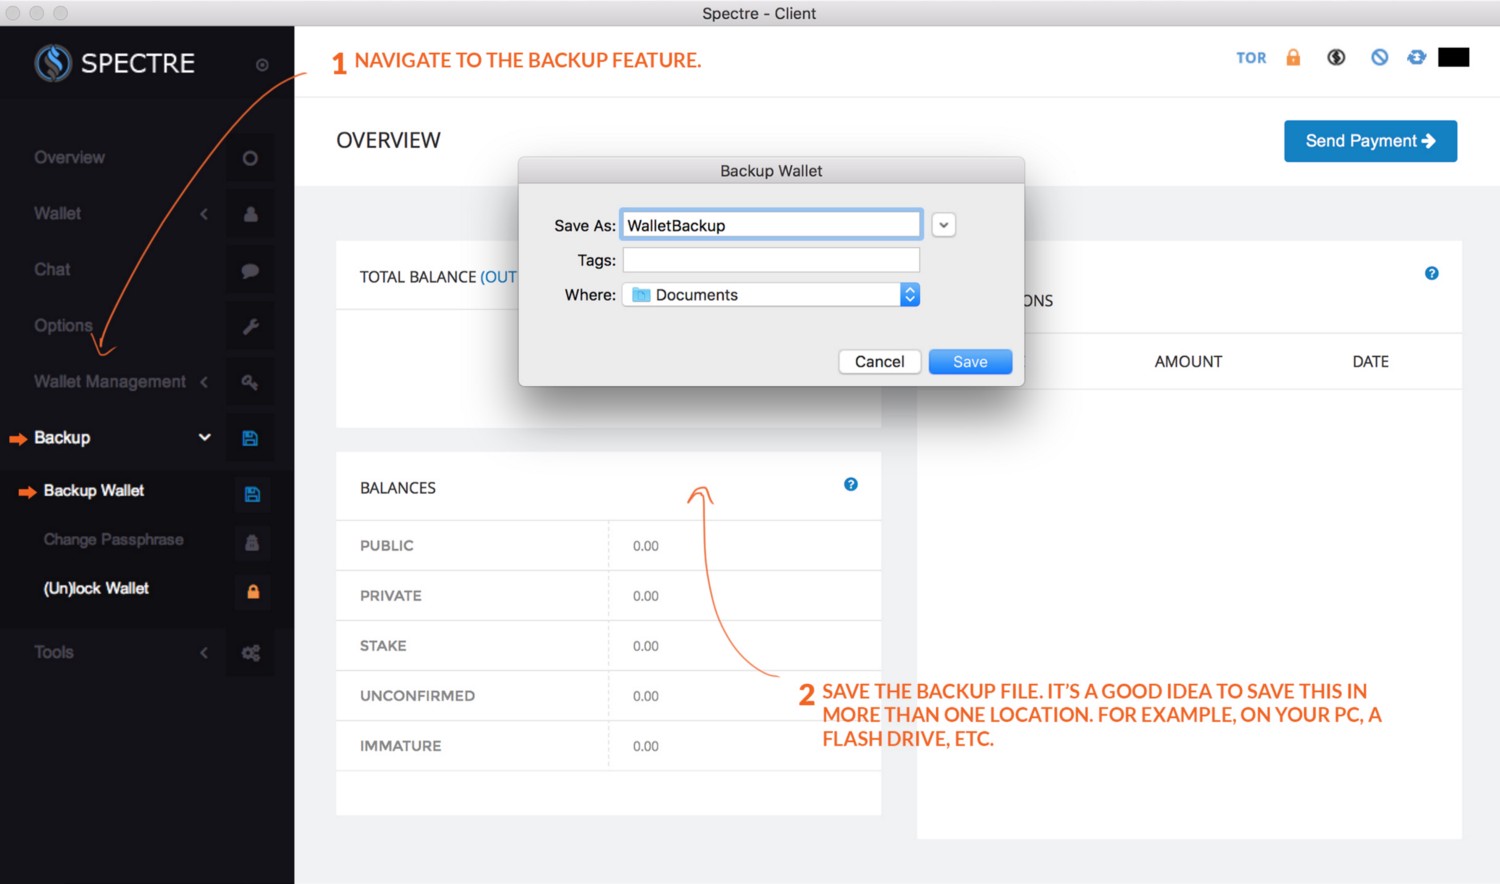 Spectre - Client
SPECTRE
1 NAVIGATE TO THE BACKUP FEATURE.
TOR
OVERVIEW
Send Payment
Overview
Wallet
Chat
Options
Wallet Management
Backup
Backup Wallet
Change Passphrase
(Un)lock Wallet
Tools
Backup Wallet
Save As: WalletBackup
Tags:
Where: Documents
Cancel Save
TOTAL BALANCE (OUT
ONS
AMOUNT DATE
BALANCES
PUBLIC 0.00
PRIVATE 0.00
STAKE 0.00
UNCONFIRMED 0.00
IMMATURE 0.00
2 SAVE THE BACKUP FILE. IT'S A GOOD IDEA TO SAVE THIS IN
MORE THAN ONE LOCATION. FOR EXAMPLE, ON YOUR PC, A
FLASH DRIVE, ETC.